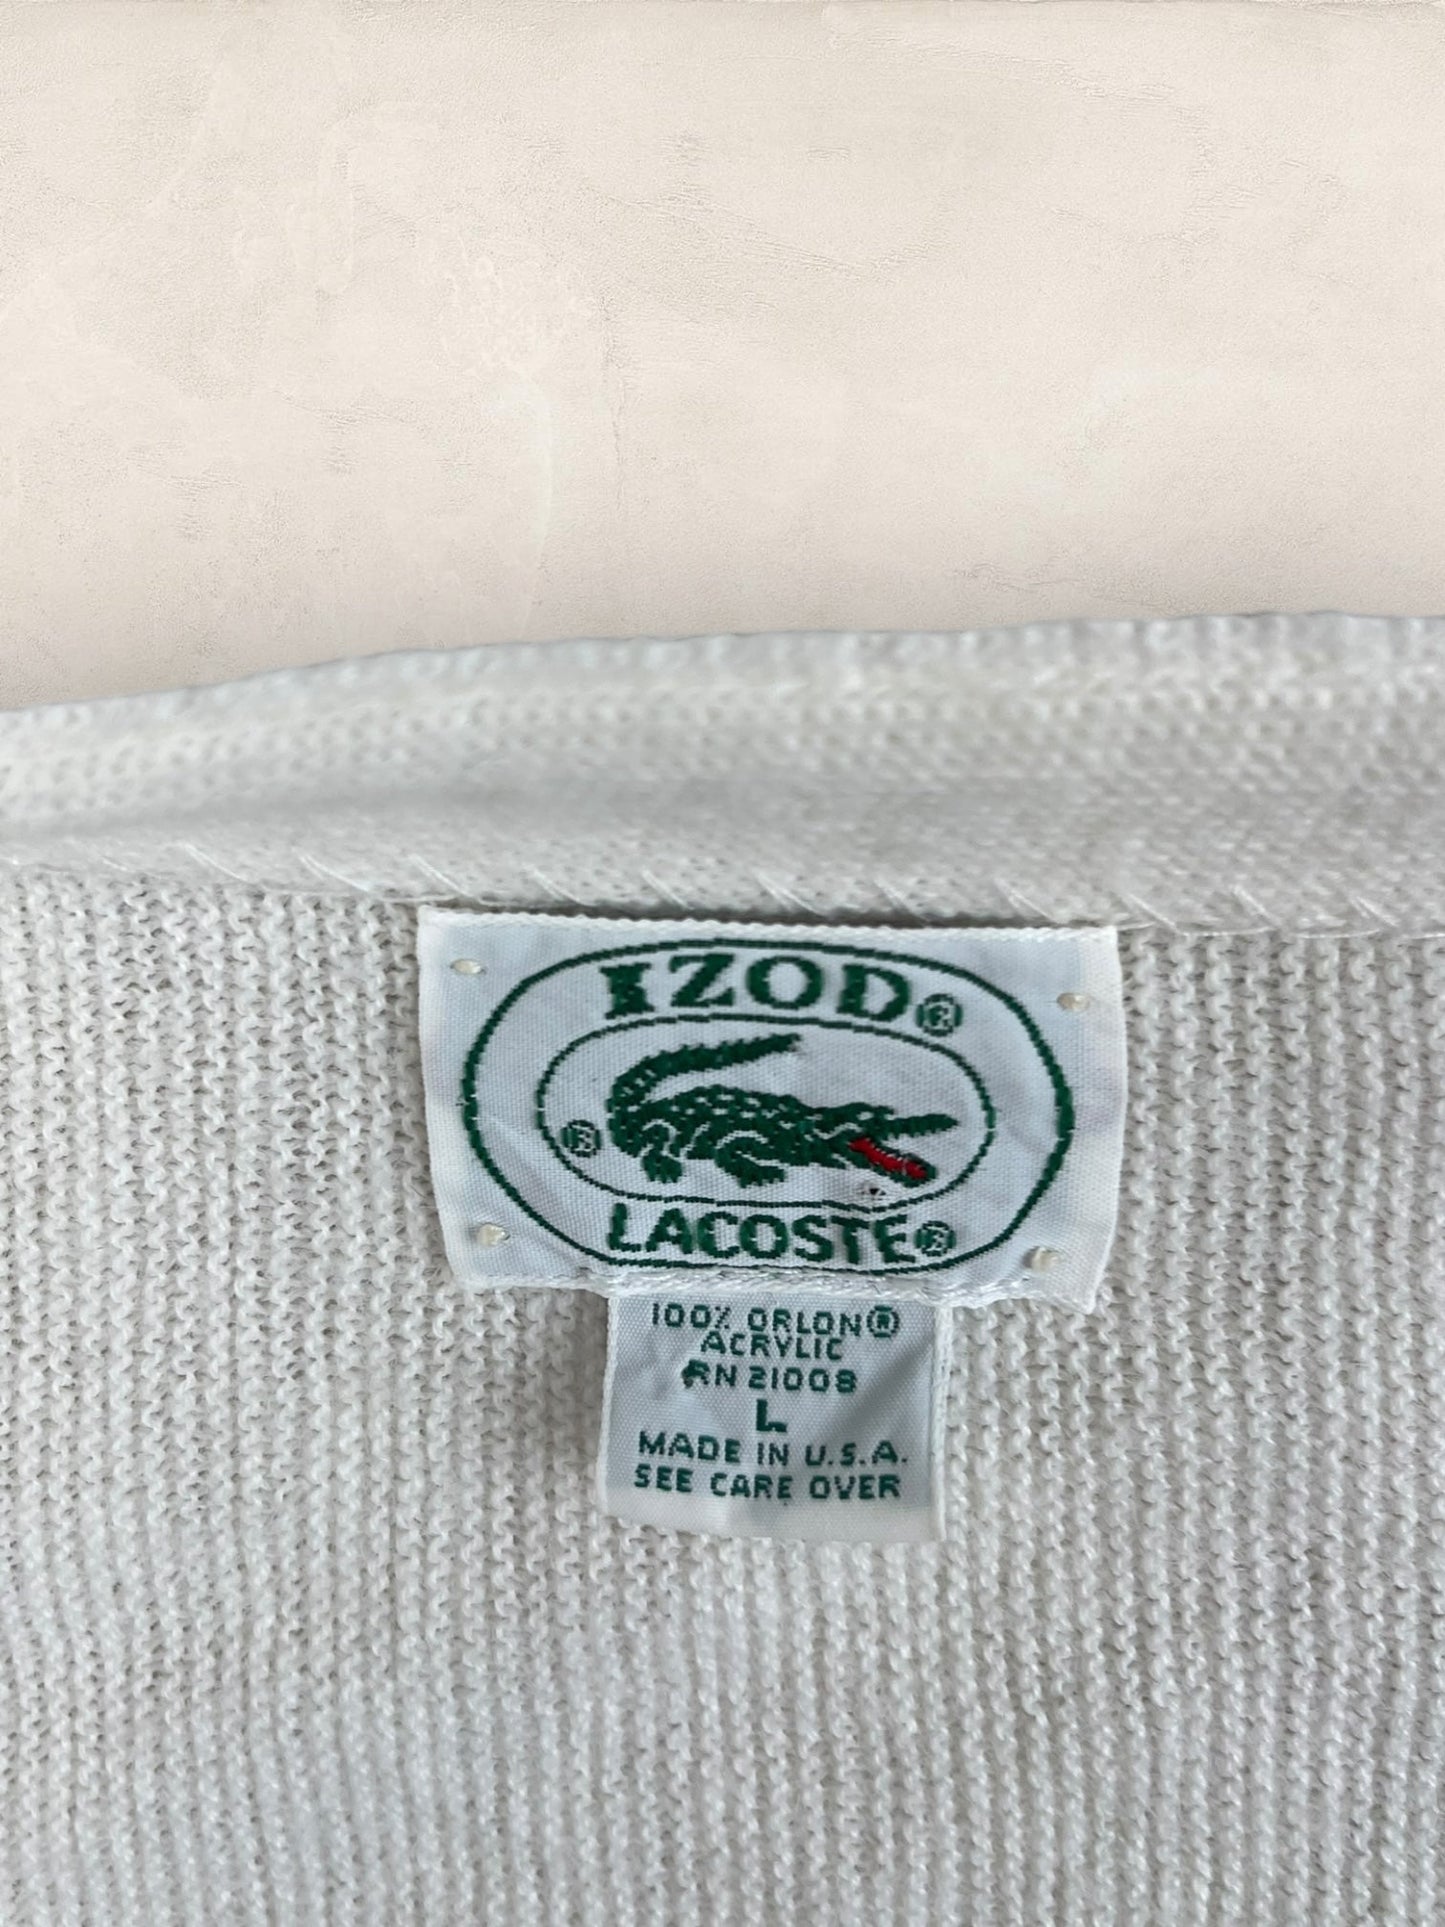 IZOD®
®
LACOSTE®
100% ORLON®
ACRYLIC
RN 21008
L
MADE IN U.S.A.
SEE CARE OVER